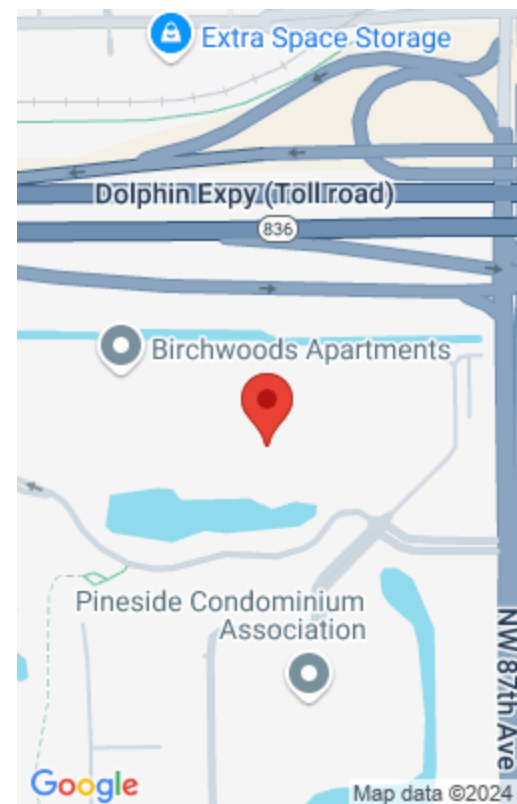 Extra Space Storage
Dolphin Expy (Toll road)
836
Birchwoods Apartments
Pineside Condominium
Association
NW 87th Ave
Google
Map data ©2024